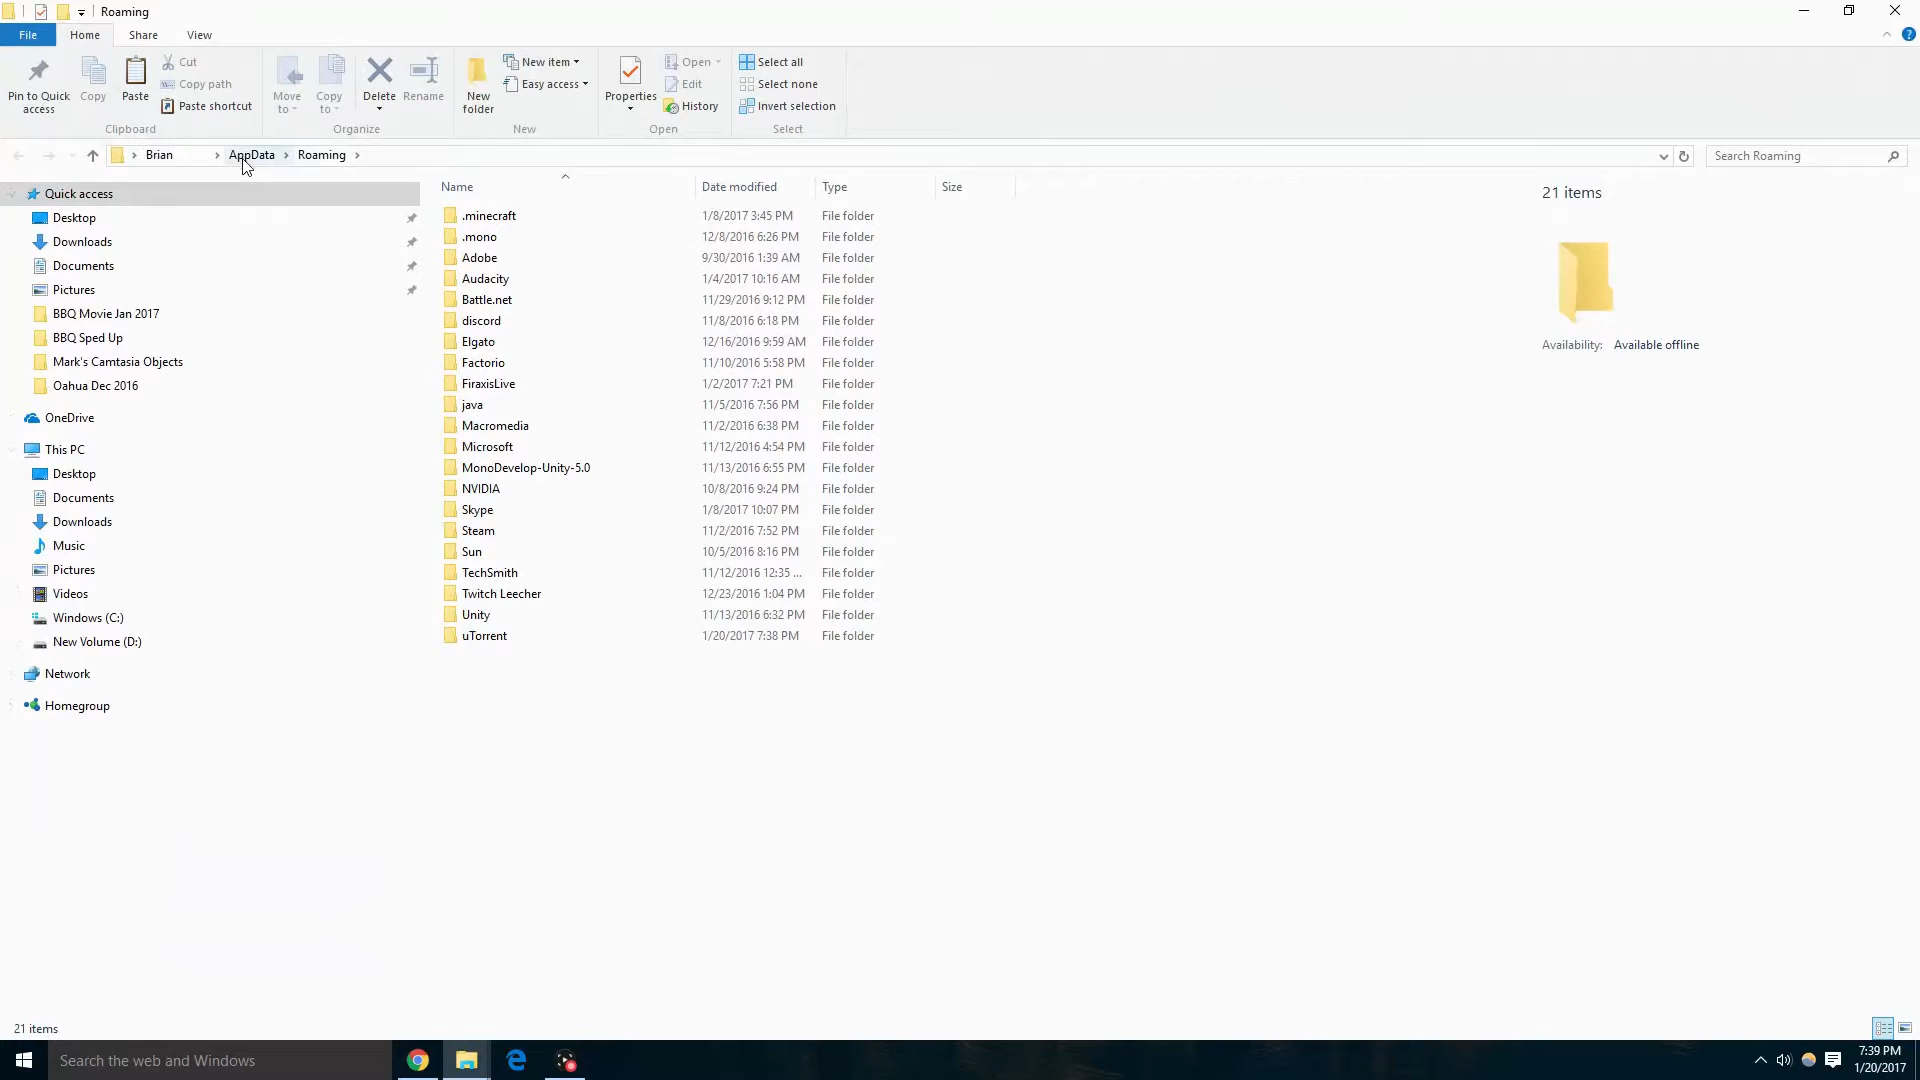 Roaming
File Home Share View
Pin to Quick access
Copy
Paste
Cut
Copy path
Paste shortcut
Clipboard
Move to
Copy to
Delete
Rename
Organize
New folder
New item
Easy access
New
Properties
Open
Edit
History
Open
Select all
Select none
Invert selection
Select
Brian AppData Roaming
Search Roaming
Quick access
Desktop
Downloads
Documents
Pictures
BBQ Movie Jan 2017
BBQ Sped Up
Mark's Camtasia Objects
Oahua Dec 2016
OneDrive
This PC
Desktop
Documents
Downloads
Music
Pictures
Videos
Windows (C:)
New Volume (D:)
Network
Homegroup
Name Date modified Type Size
.minecraft 1/8/2017 3:45 PM File folder
.mono 12/8/2016 6:26 PM File folder
Adobe 9/30/2016 1:39 AM File folder
Audacity 1/4/2017 10:16 AM File folder
Battle.net 11/29/2016 9:12 PM File folder
discord 11/8/2016 6:18 PM File folder
Elgato 12/16/2016 9:59 AM File folder
Factorio 11/10/2016 5:58 PM File folder
FiraxisLive 1/2/2017 7:21 PM File folder
java 11/5/2016 7:56 PM File folder
Macromedia 11/2/2016 6:38 PM File folder
Microsoft 11/12/2016 4:54 PM File folder
MonoDevelop-Unity-5.0 11/13/2016 6:55 PM File folder
NVIDIA 10/8/2016 9:24 PM File folder
Skype 1/8/2017 10:07 PM File folder
Steam 11/2/2016 7:52 PM File folder
Sun 10/5/2016 8:16 PM File folder
TechSmith 11/12/2016 12:35 ... File folder
Twitch Leecher 12/23/2016 1:04 PM File folder
Unity 11/13/2016 6:32 PM File folder
uTorrent 1/20/2017 7:38 PM File folder
21 items
Availability: Available offline
21 items
Search the web and Windows
7:39 PM
1/20/2017